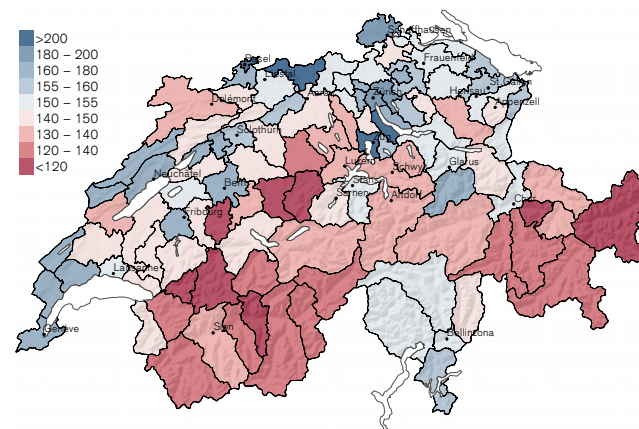 >200
180 – 200
160 – 180
155 – 160
150 – 155
140 – 150
130 – 140
120 – 140
<120
Schaffhausen
Basel
Liestal
Frauenfeld
St.Gallen
Delémont
Aarau
Zürich
Herisau
Appenzell
Solothurn
Zug
Neuchâtel
Bern
Luzern
Schwyz
Glarus
Stans
Sarnen
Altdorf
Chur
Fribourg
Lausanne
Genève
Sion
Bellinzona